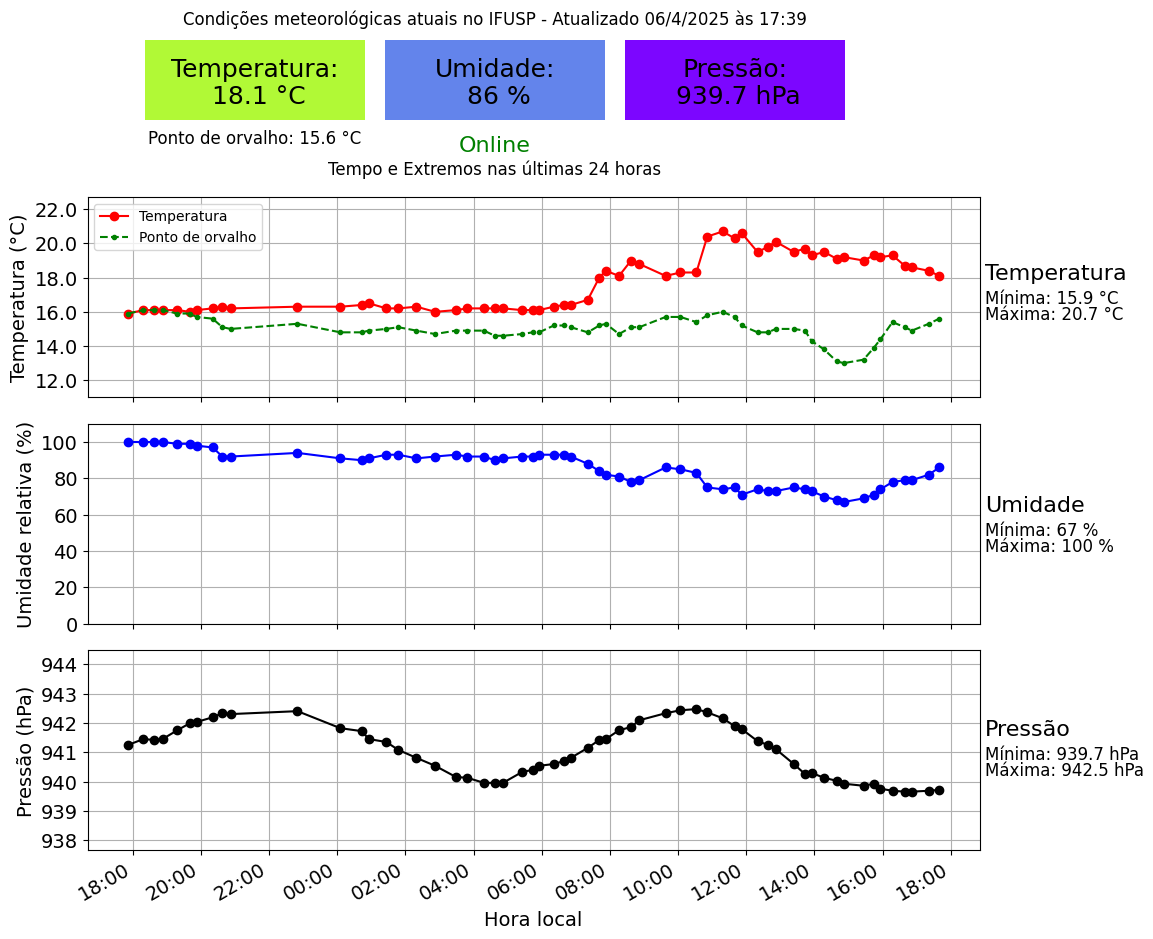 Condições meteorológicas atuais no IFUSP - Atualizado 06/4/2025 às 17:39
Temperatura:
18.1 °C
Umidade:
86 %
Pressão:
939.7 hPa
Ponto de orvalho: 15.6 °C
Online
Tempo e Extremos nas últimas 24 horas
Temperatura (°C)
22.0
20.0
18.0
16.0
14.0
12.0
Temperatura
Ponto de orvalho
Temperatura
Mínima: 15.9 °C
Máxima: 20.7 °C
Umidade relativa (%)
100
80
60
40
20
0
Umidade
Mínima: 67 %
Máxima: 100 %
Pressão (hPa)
944
943
942
941
940
939
938
Pressão
Mínima: 939.7 hPa
Máxima: 942.5 hPa
18:00 20:00 22:00 00:00 02:00 04:00 06:00 08:00 10:00 12:00 14:00 16:00 18:00
Hora local